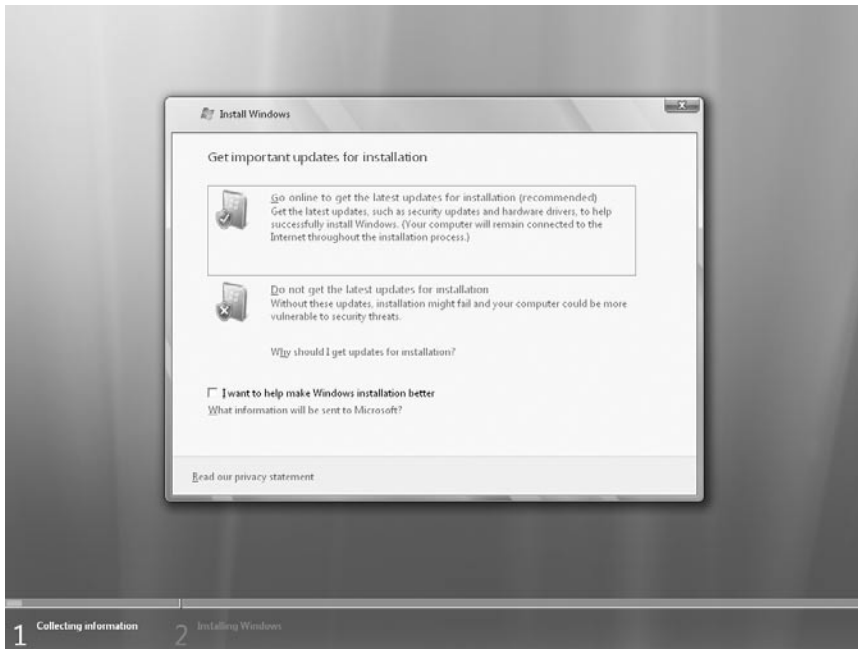 Install Windows
Get important updates for installation
Go online to get the latest updates for installation (recommended)
Get the latest updates, such as security updates and hardware drivers, to help
successfully install Windows. (Your computer will remain connected to the
Internet throughout the installation process.)
Do not get the latest updates for installation
Without these updates, installation might fail and your computer could be more
vulnerable to security threats.
Why should I get updates for installation?
I want to help make Windows installation better
What information will be sent to Microsoft?
Read our privacy statement
1 Collecting information 2 Installing Windows